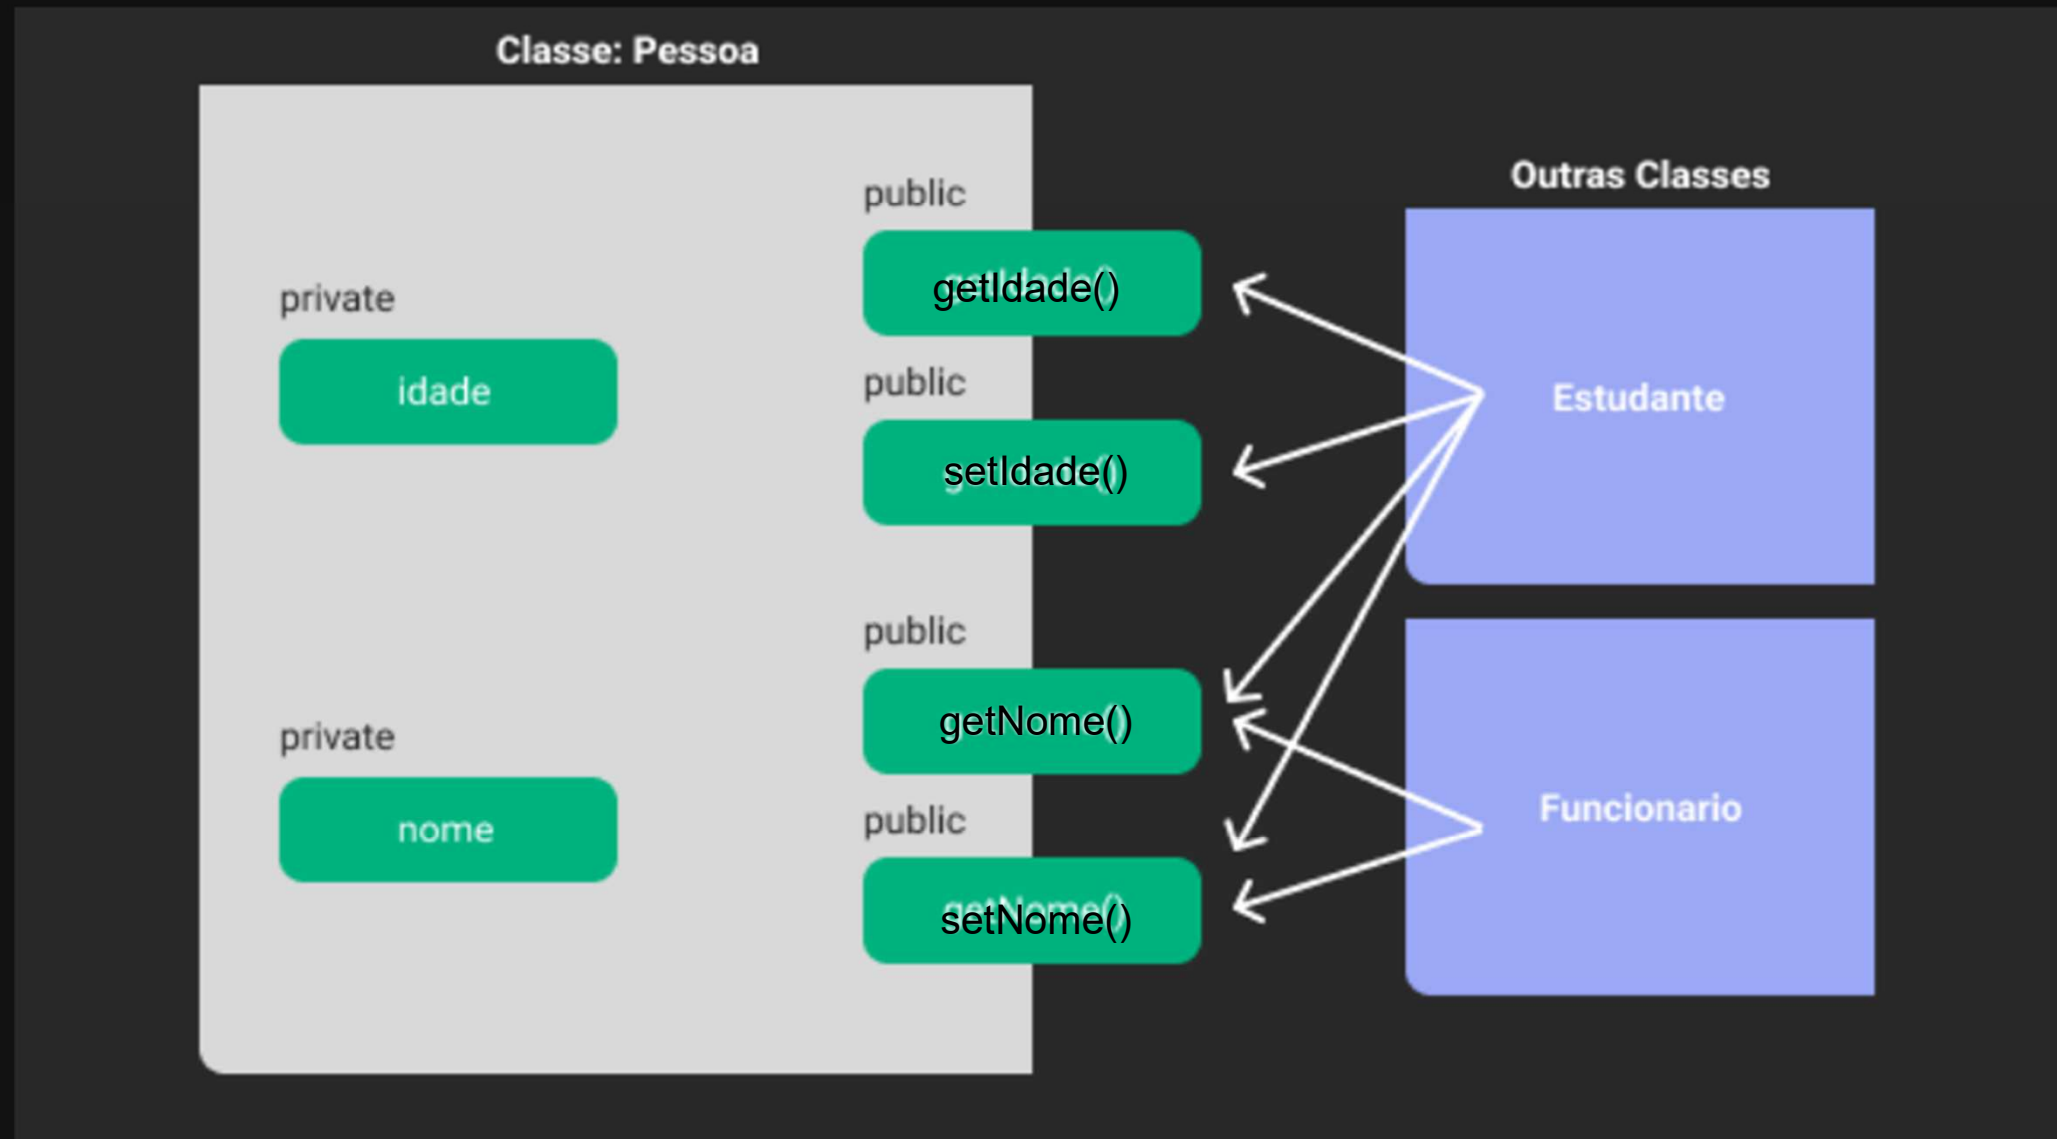 Classe: Pessoa
Outras Classes
public
getIdade()
private
idade
public
setIdade()
Estudante
public
getNome()
private
nome
public
setNome()
Funcionario